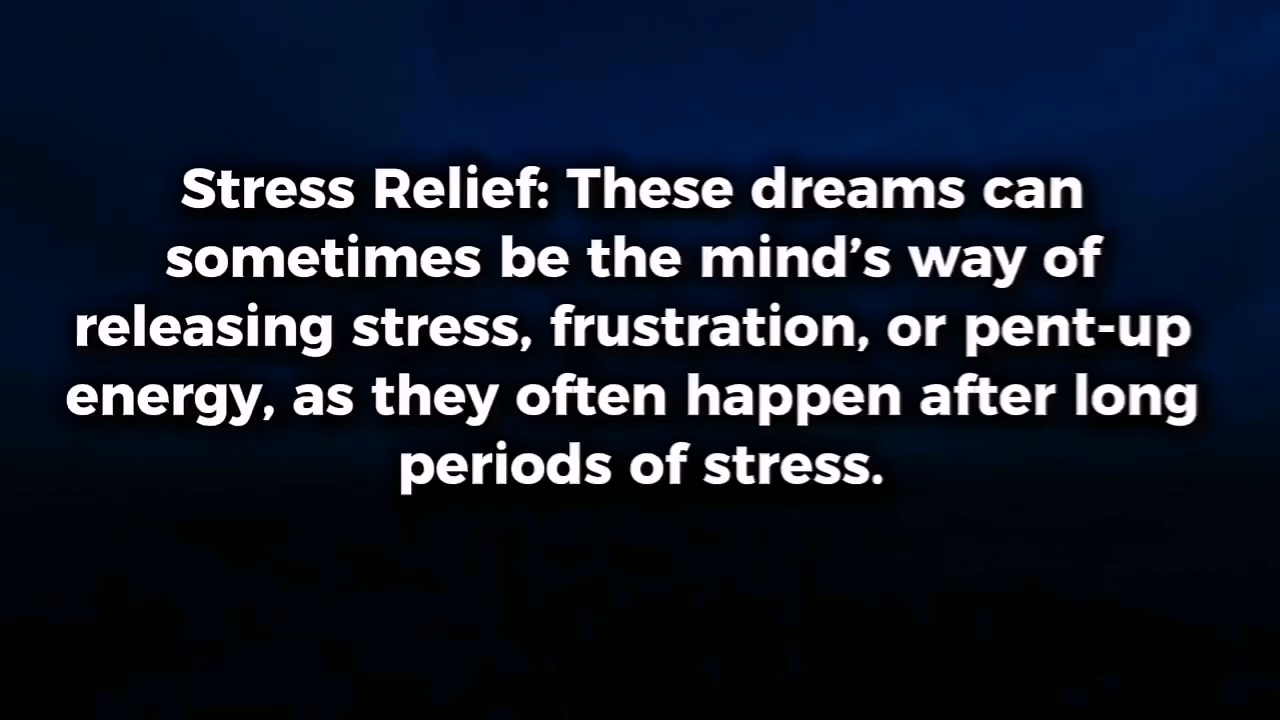 Stress Relief: These dreams can
sometimes be the mind’s way of
releasing stress, frustration, or pent-up
energy, as they often happen after long
periods of stress.